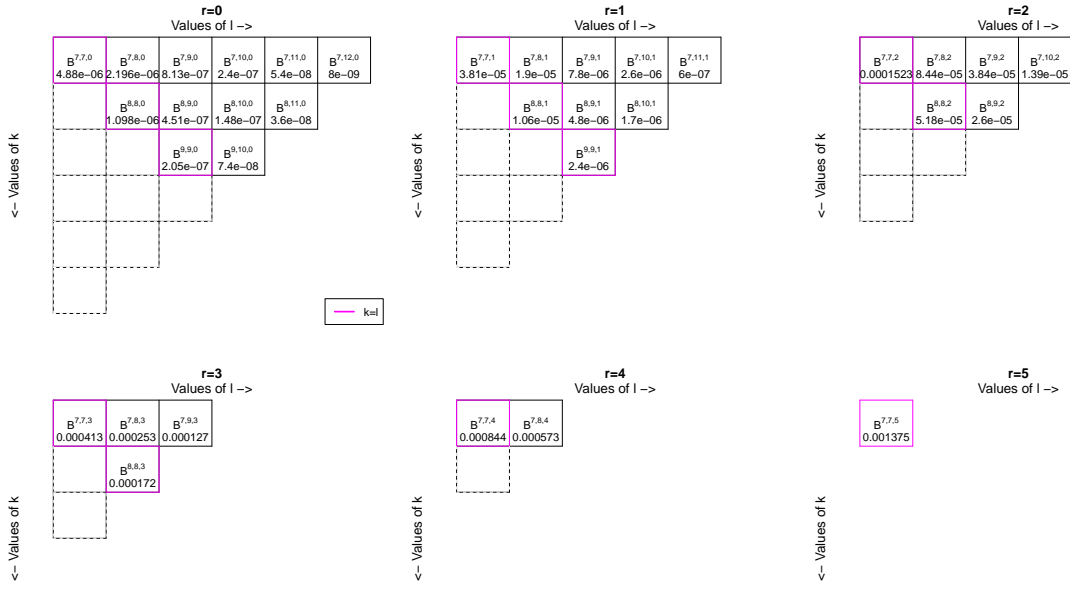 r=0
Values of l −>
<− Values of k
B^7,7,0 B^7,8,0 B^7,9,0 B^7,10,0 B^7,11,0 B^7,12,0
4.88e−06 2.196e−06 8.13e−07 2.4e−07 5.4e−08 8e−09
B^8,8,0 B^8,9,0 B^8,10,0 B^8,11,0
1.098e−06 4.51e−07 1.48e−07 3.6e−08
B^9,9,0 B^9,10,0
2.05e−07 7.4e−08
k=l
r=1
Values of l −>
<− Values of k
B^7,7,1 B^7,8,1 B^7,9,1 B^7,10,1 B^7,11,1
3.81e−05 1.9e−05 7.8e−06 2.6e−06 6e−07
B^8,8,1 B^8,9,1 B^8,10,1
1.06e−05 4.8e−06 1.7e−06
B^9,9,1
2.4e−06
r=2
Values of l −>
<− Values of k
B^7,7,2 B^7,8,2 B^7,9,2 B^7,10,2
0.0001523 8.44e−05 3.84e−05 1.39e−05
B^8,8,2 B^8,9,2
5.18e−05 2.6e−05
r=3
Values of l −>
<− Values of k
B^7,7,3 B^7,8,3 B^7,9,3
0.000413 0.000253 0.000127
B^8,8,3
0.000172
r=4
Values of l −>
<− Values of k
B^7,7,4 B^7,8,4
0.000844 0.000573
r=5
Values of l −>
<− Values of k
B^7,7,5
0.001375